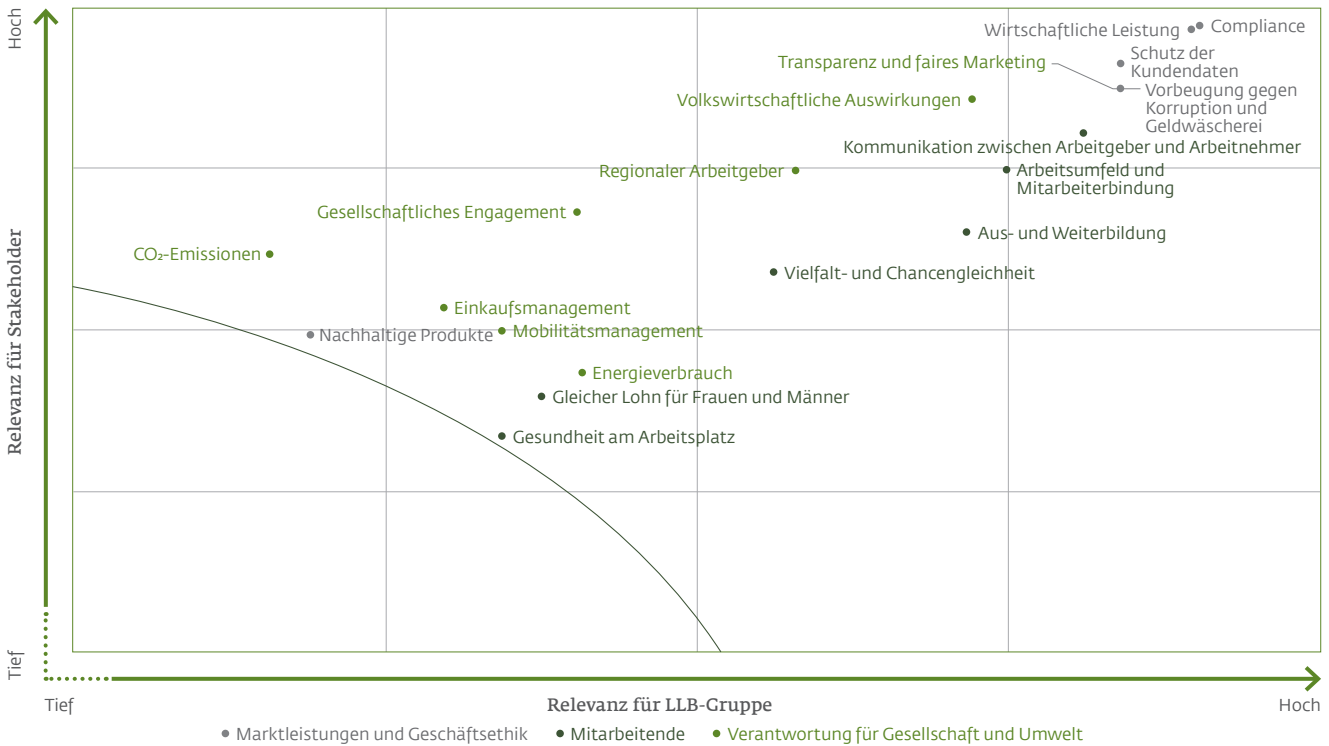 Hoch
Wirtschaftliche Leistung
Compliance
Schutz der
Kundendaten
Transparenz und faires Marketing
Vorbeugung gegen
Korruption und
Geldwäscherei
Volkswirtschaftliche Auswirkungen
Kommunikation zwischen Arbeitgeber und Arbeitnehmer
Regionaler Arbeitgeber
Arbeitsumfeld und
Mitarbeiterbindung
Gesellschaftliches Engagement
Aus- und Weiterbildung
CO₂-Emissionen
Vielfalt- und Chancengleichheit
Einkaufsmanagement
Nachhaltige Produkte
Mobilitätsmanagement
Energieverbrauch
Gleicher Lohn für Frauen und Männer
Gesundheit am Arbeitsplatz
Relevanz für Stakeholder
Tief
Tief
Relevanz für LLB-Gruppe
Hoch
Marktleistungen und Geschäftsethik
Mitarbeitende
Verantwortung für Gesellschaft und Umwelt